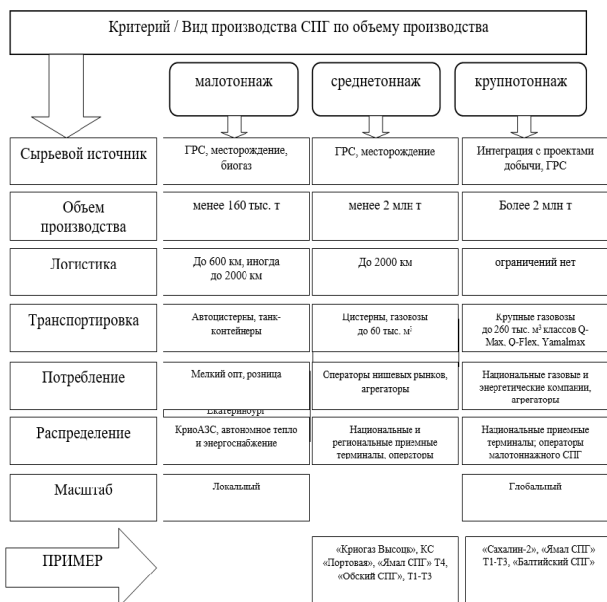 Критерий / Вид производства СПГ по объему производства
малотоннаж
среднетоннаж
крупнотоннаж
Сырьевой источник
ГРС, месторождение,
биогаз
ГРС, месторождение
Интеграция с проектами
добычи, ГРС
Объем
производства
менее 160 тыс. т
менее 2 млн т
Более 2 млн т
Логистика
До 600 км, иногда
до 2000 км
До 2000 км
ограничений нет
Транспортировка
Автоцистерны, танк-
контейнеры
Цистерны, газовозы
до 60 тыс. м³
Крупные газовозы
до 260 тыс. м³ классов Q-
Max, Q-Flex, Yamalmax
Потребление
Мелкий опт, розница
Операторы нишевых рынков,
агрегаторы
Национальные газовые и
энергетические компании,
агрегаторы
Екатеринбург
Распределение
КриоАЗС, автономное тепло
и энергоснабжение
Национальные и
региональные приемные
терминалы, операторы
Национальные приемные
терминалы; операторы
малотоннажного СПГ
Масштаб
Локальный
Глобальный
ПРИМЕР
«Криогаз Высоцк», КС
«Портовая», «Ямал СПГ» Т4,
«Обский СПГ», Т1-Т3
«Сахалин-2», «Ямал СПГ»
Т1-Т3, «Балтийский СПГ»